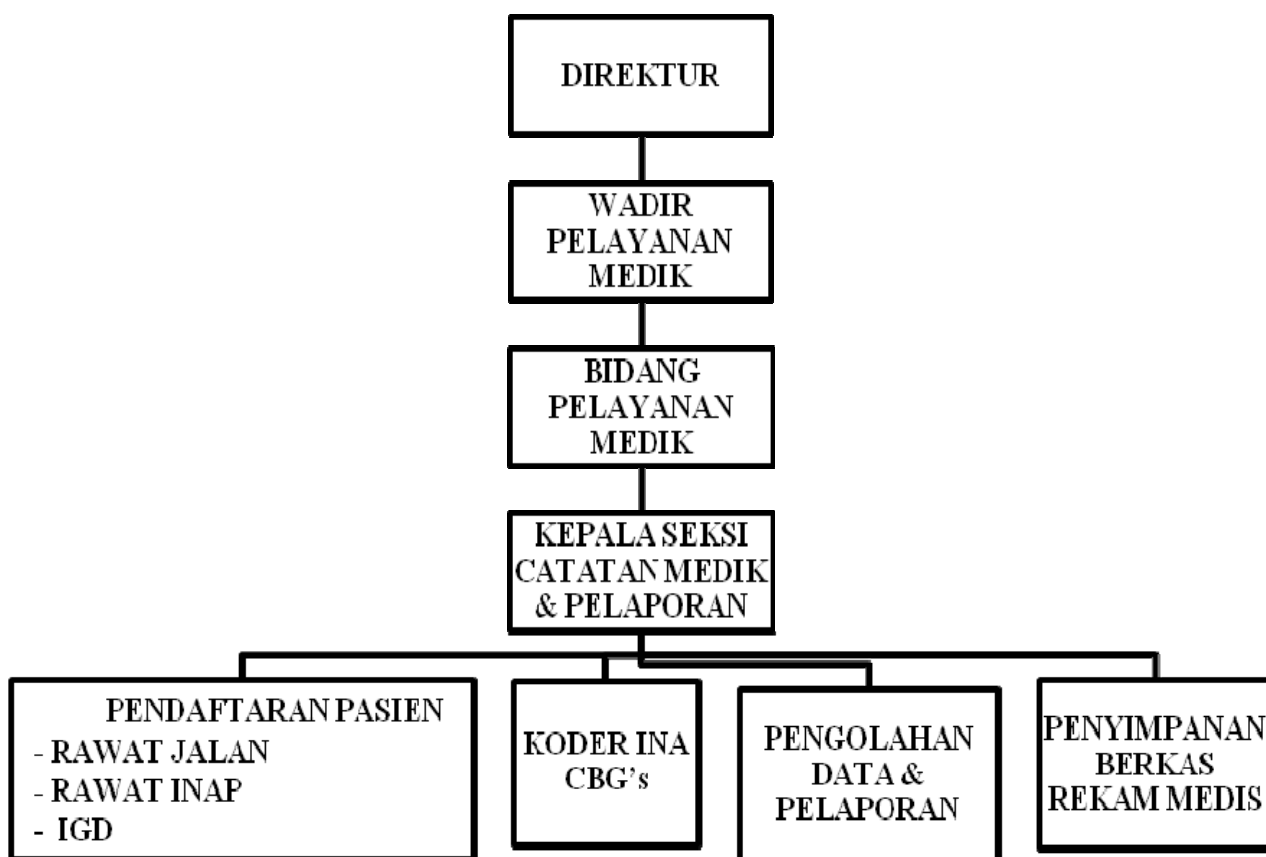 DIREKTUR
WADIR
PELAYANAN
MEDIK
BIDANG
PELAYANAN
MEDIK
KEPALA SEKSI
CATATAN MEDIK
& PELAPORAN
PENDAFTARAN PASIEN
- RAWAT JALAN
- RAWAT INAP
- IGD
KODER INA
CBG's
PENGOLAHAN
DATA &
PELAPORAN
PENYIMPANAN
BERKAS
REKAM MEDIS